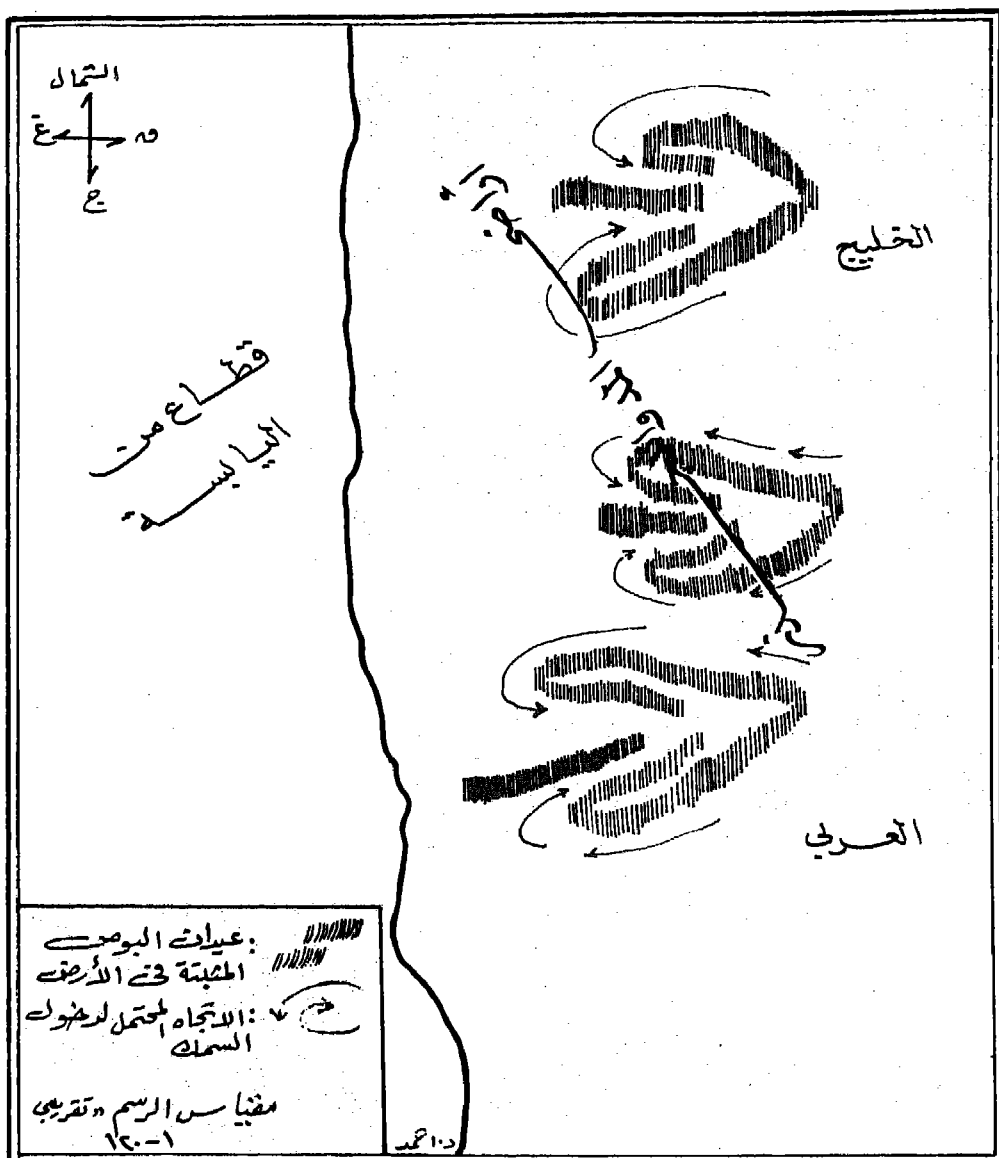 الشمال
غ
ج
الخليج
قطاع من
اليابسة
العربي
: عيدان البوص
المثبتة في الأرض
: الاتجاه المحتمل لدخول
السمك
مقياس الرسم "تقريبي
١-١٢٠
د. احمد